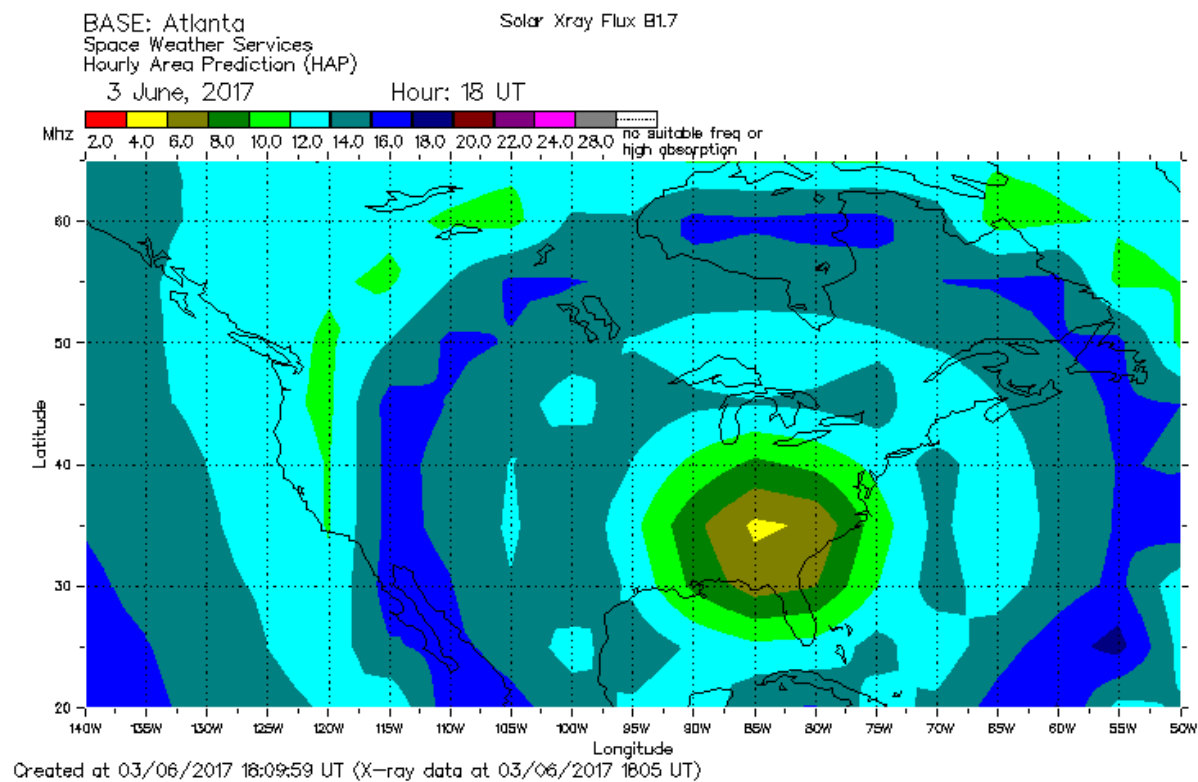 BASE: Atlanta
Solar Xray Flux B1.7
Space Weather Services
Hourly Area Prediction (HAP)
3 June, 2017 Hour: 18 UT
Mhz 2.0 4.0 6.0 8.0 10.0 12.0 14.0 16.0 18.0 20.0 22.0 24.0 28.0 no suitable freq or
high absorption
60
50
40
30
20
Latitude
140W 135W 130W 125W 120W 115W 110W 105W 100W 95W 90W 85W 80W 75W 70W 65W 60W 55W 50W
Longitude
Created at 03/06/2017 18:09:59 UT (X-ray data at 03/06/2017 1805 UT)